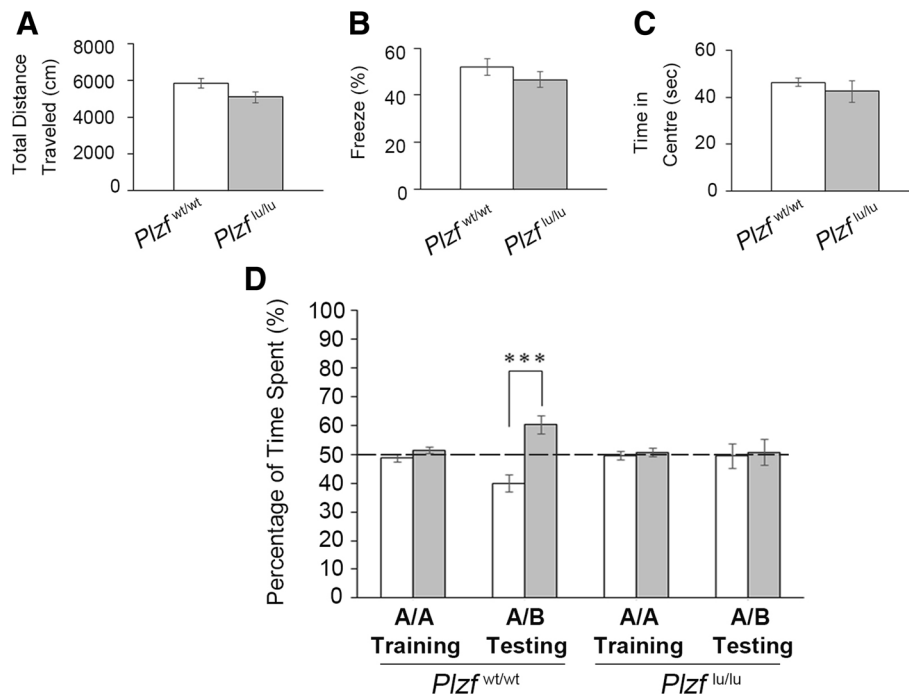 A
Total Distance
Traveled (cm)
8000
6000
4000
2000
0
Plzf wt/wt
Plzf lu/lu
B
Freeze (%)
60
40
20
0
Plzf wt/wt
Plzf lu/lu
C
Time in
Centre (sec)
60
40
20
0
Plzf wt/wt
Plzf lu/lu
D
Percentage of Time Spent (%)
100
90
80
70
60
50
40
30
20
10
0
***
A/A
Training
A/B
Testing
A/A
Training
A/B
Testing
Plzf wt/wt
Plzf lu/lu